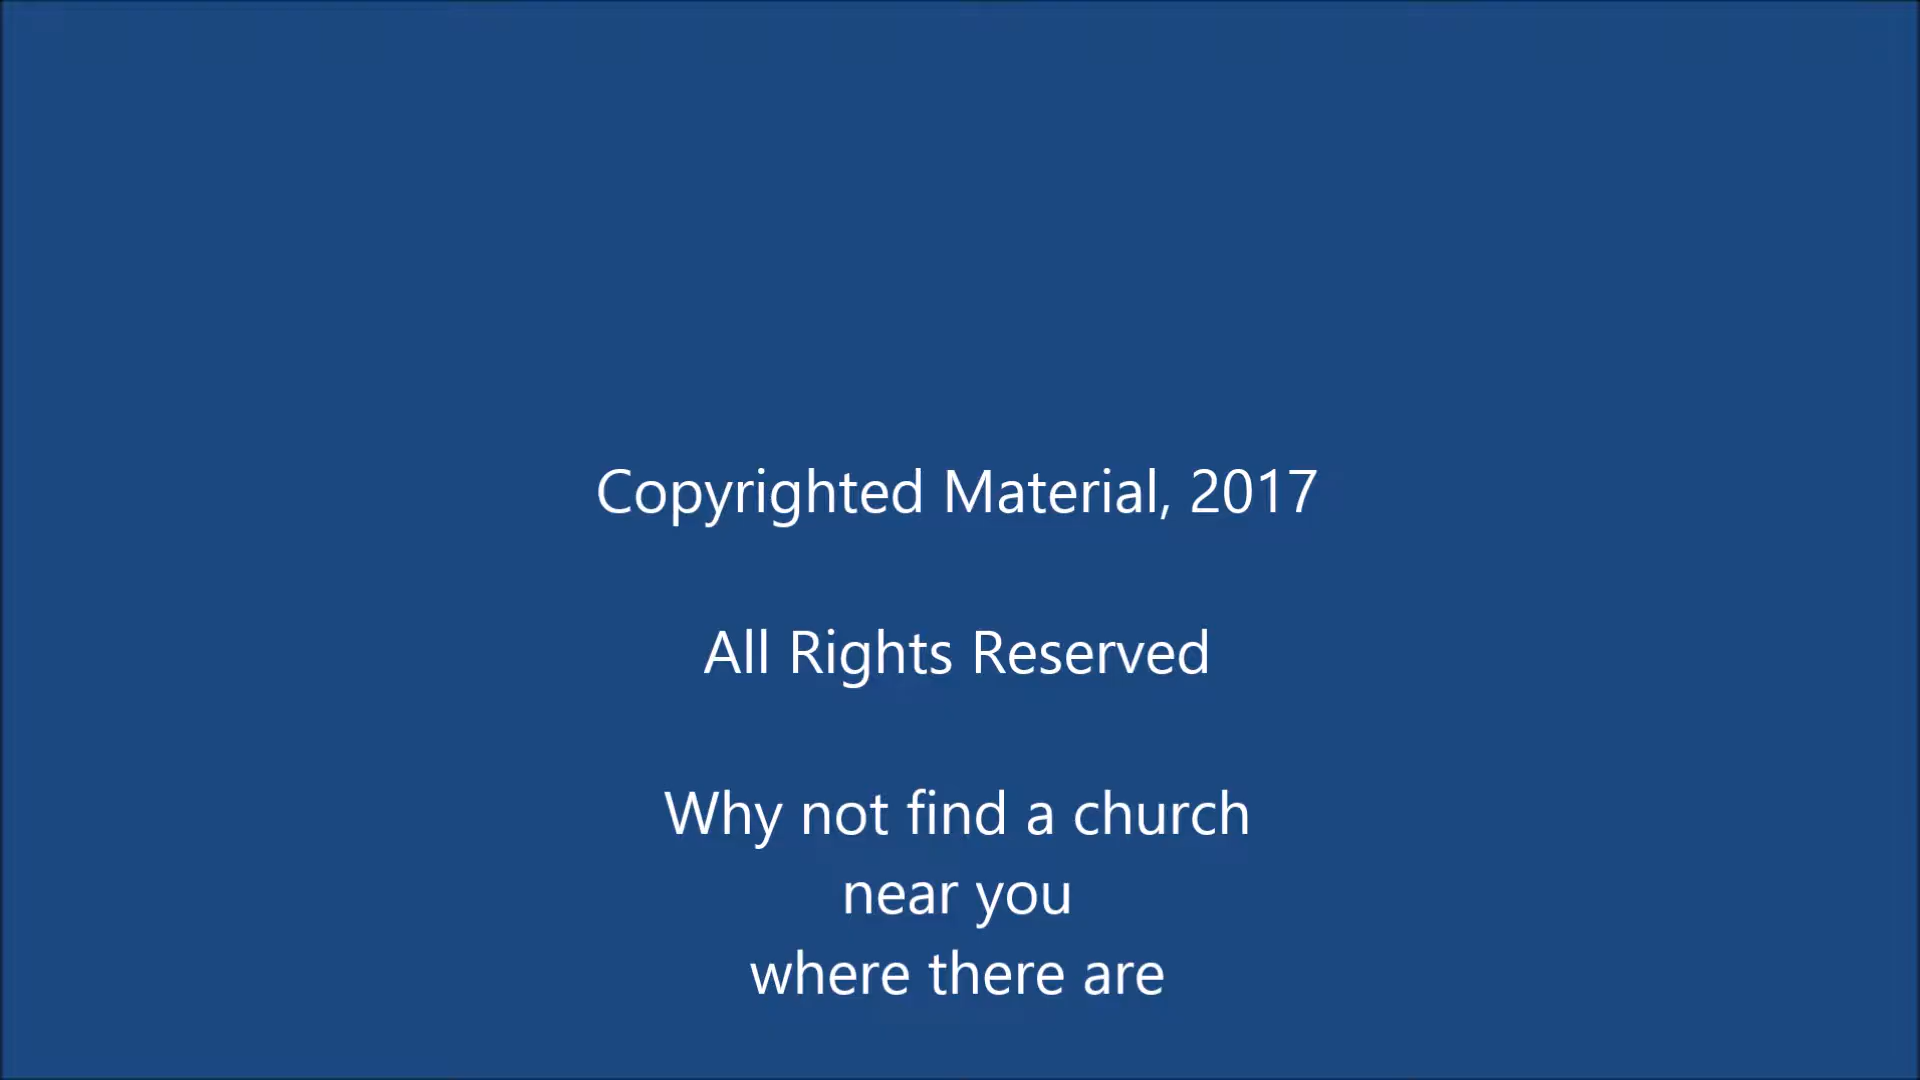 Copyrighted Material, 2017
All Rights Reserved
Why not find a church
near you
where there are